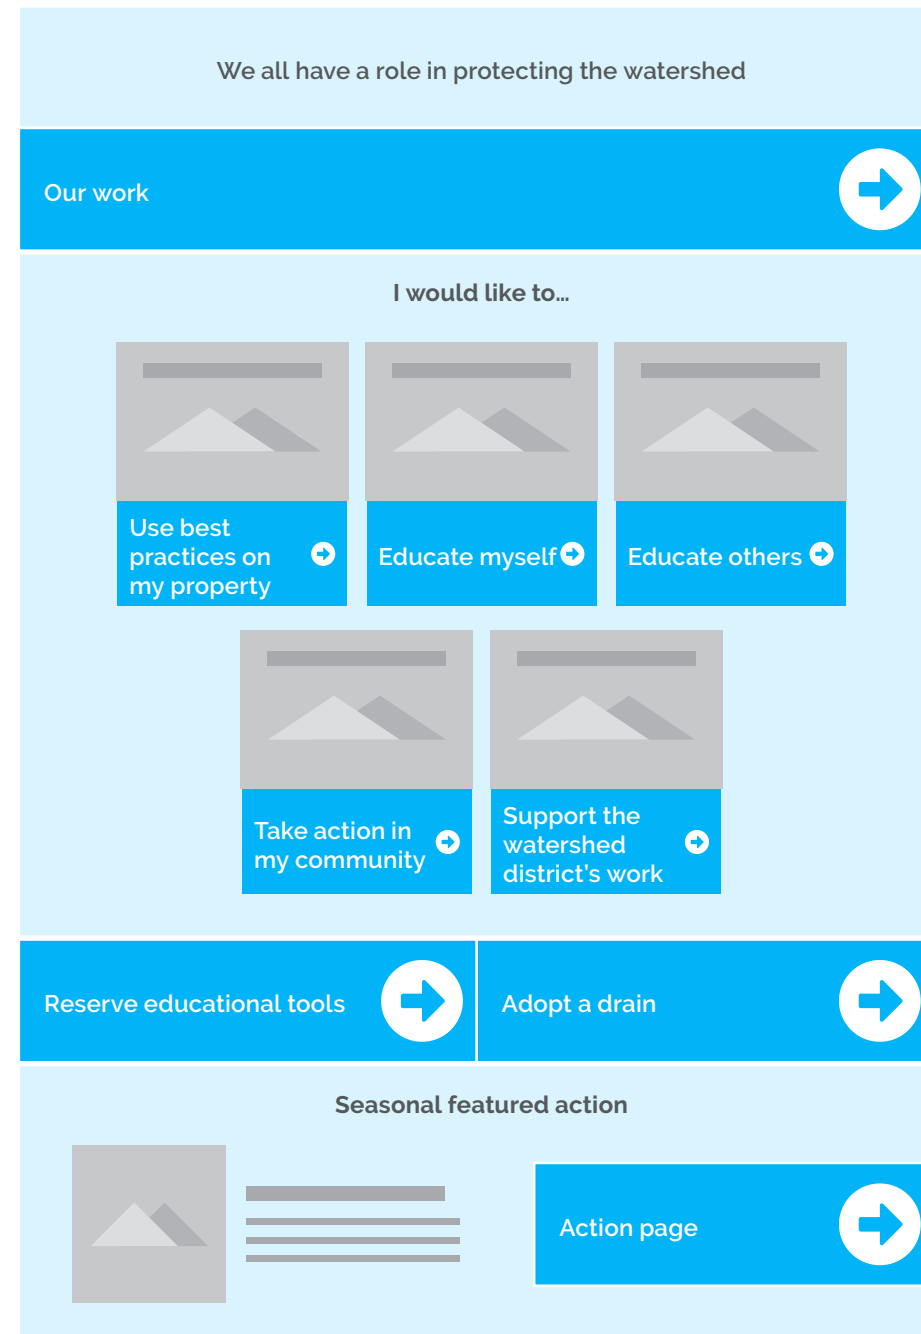 We all have a role in protecting the watershed
Our work
I would like to…
Use best
practices on
my property
Educate myself
Educate others
Take action in
my community
Support the
watershed
district’s work
Reserve educational tools
Adopt a drain
Seasonal featured action
Action page